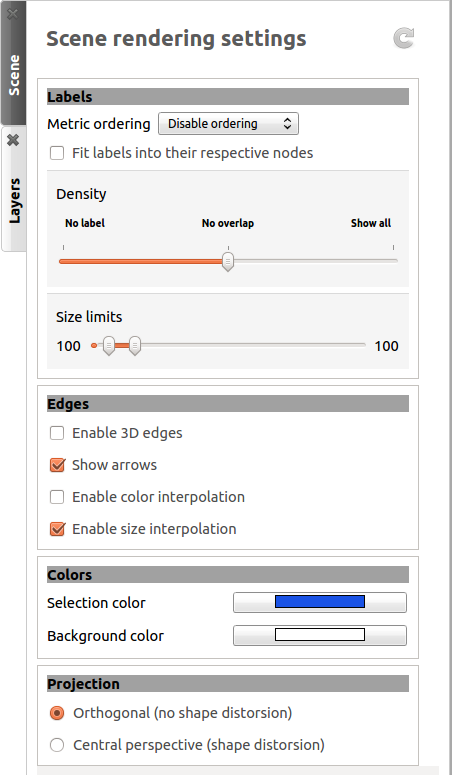 Scene rendering settings
Scene
Layers
Labels
Metric ordering Disable ordering
Fit labels into their respective nodes
Density
No label No overlap Show all
Size limits
100 100
Edges
Enable 3D edges
Show arrows
Enable color interpolation
Enable size interpolation
Colors
Selection color
Background color
Projection
Orthogonal (no shape distorsion)
Central perspective (shape distorsion)